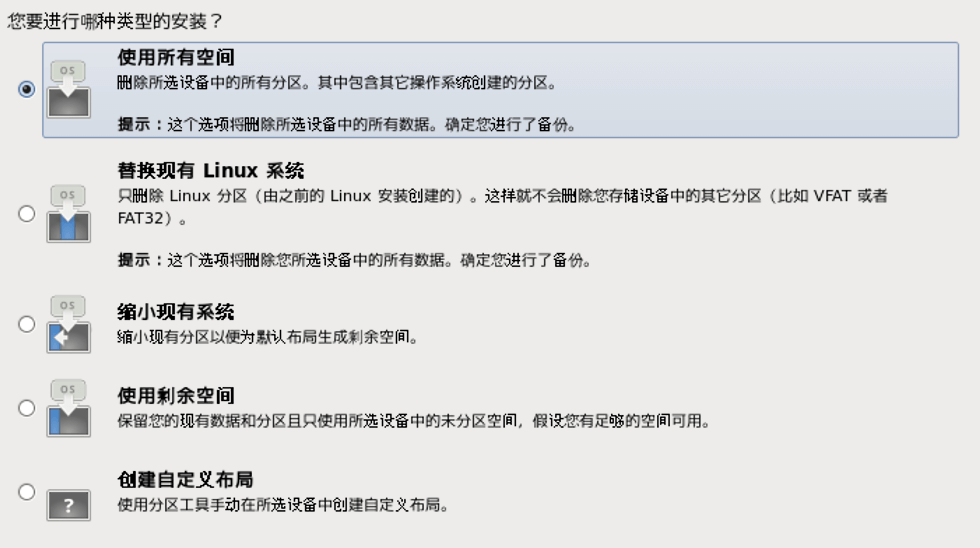 您要进行哪种类型的安装？
OS
使用所有空间
删除所选设备中的所有分区。其中包含其它操作系统创建的分区。
提示：这个选项将删除所选设备中的所有数据。确定您进行了备份。
OS
替换现有 Linux 系统
只删除 Linux 分区（由之前的 Linux 安装创建的）。这样就不会删除您存储设备中的其它分区（比如 VFAT 或者
FAT32）。
提示：这个选项将删除您所选设备中的所有数据。确定您进行了备份。
OS
缩小现有系统
缩小现有分区以便为默认布局生成剩余空间。
OS
使用剩余空间
保留您的现有数据和分区且只使用所选设备中的未分区空间，假设您有足够的空间可用。
?
创建自定义布局
使用分区工具手动在所选设备中创建自定义布局。